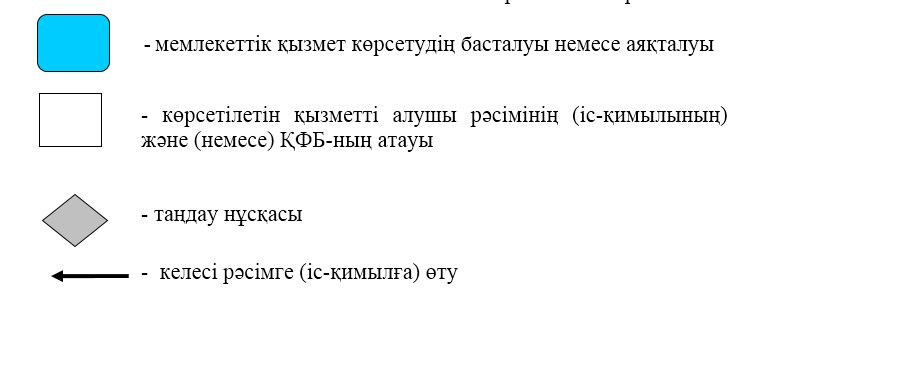 - мемлекеттік қызмет көрсетудің басталуы немесе аяқталуы
- көрсетілетін қызметті алушы рәсімінің (іс-қимылының)
және (немесе) ҚФБ-ның атауы
- таңдау нұсқасы
- келесі рәсімге (іс-қимылға) өту